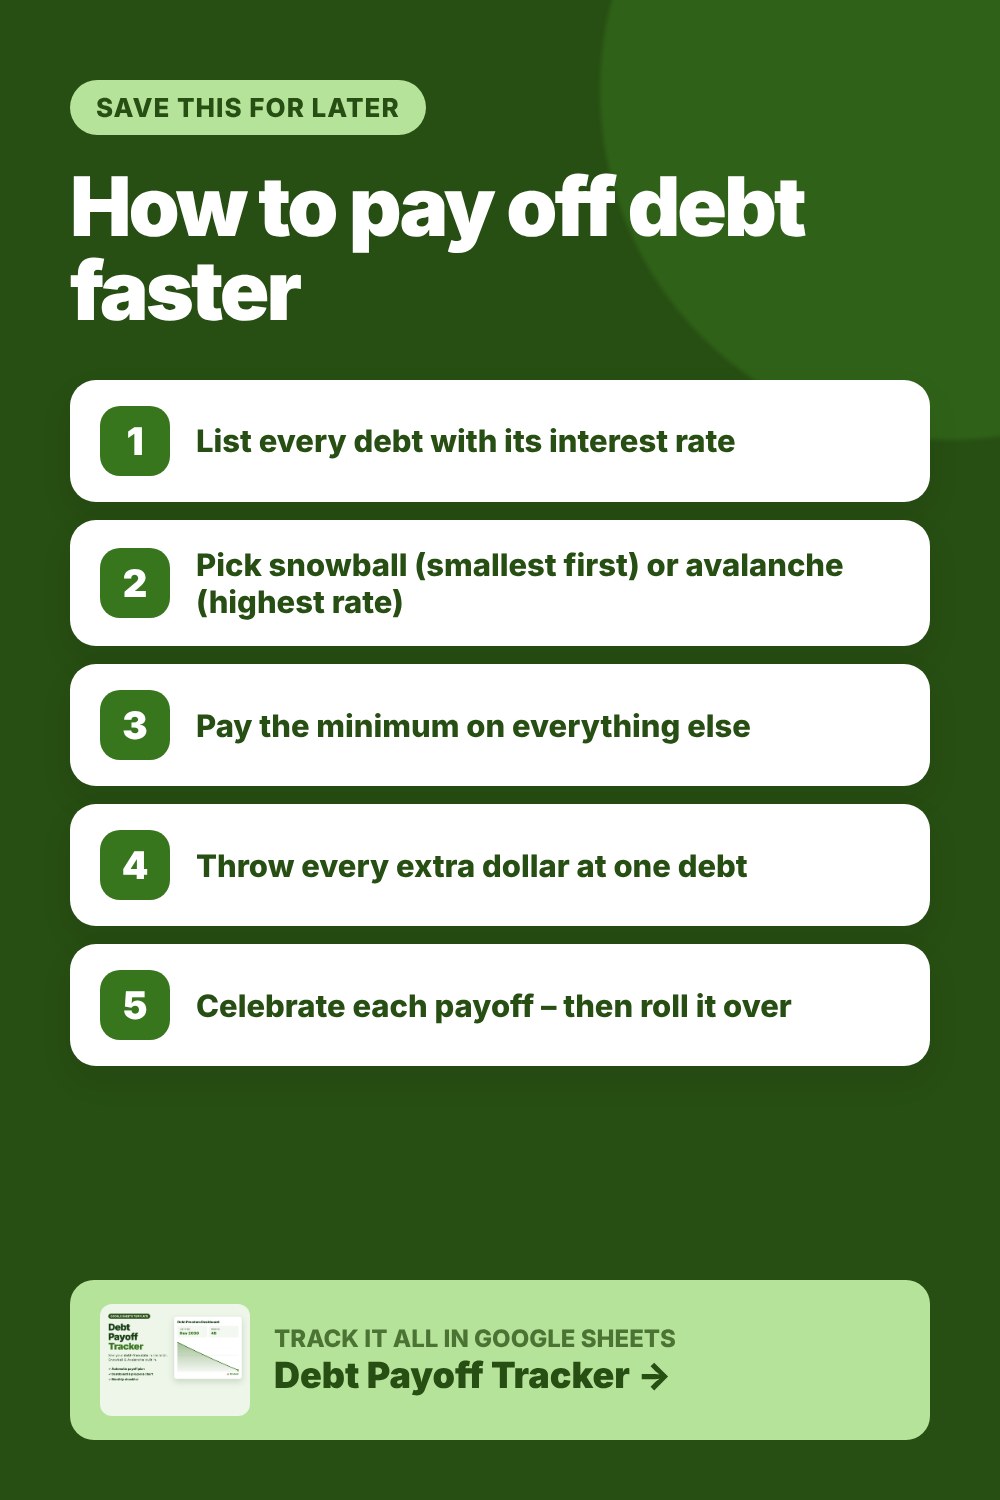 SAVE THIS FOR LATER
How to pay off debt
faster
1
List every debt with its interest rate
2
Pick snowball (smallest first) or avalanche
(highest rate)
3
Pay the minimum on everything else
4
Throw every extra dollar at one debt
5
Celebrate each payoff – then roll it over
Debt
Payoff
Tracker
TRACK IT ALL IN GOOGLE SHEETS
Debt Payoff Tracker →